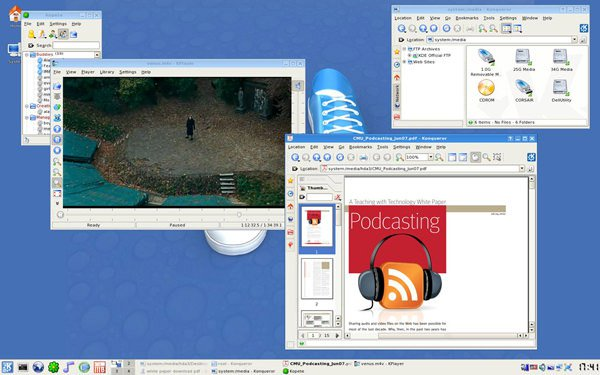 Kopete
File Edit Settings Help
Search:
Buddies
venus.m4v - KPlayer
File View Player Library Settings Help
Ready Paused 1:12:32.5 / 1:34:39.1
system:/media - Konqueror
Location Edit View Go Bookmarks Tools Settings Window Help
Location: system:/media
FTP Archives
KDE Official FTP
Web Sites
Network
1.0G Removable M...
25G Media
34G Media
CDROM
CORSAIR
DellUtility
6 Items - No Files - 6 Folders
CMU_Podcasting_Jun07.pdf - Konqueror
Location Edit View Go Bookmarks Tools Settings Window Help
100%
Location: system:/media/hda3/CMU_Podcasting_Jun07.pdf
Thumb...
1
2
1 / 15
A Teaching with Technology White Paper
Podcasting
Sharing audio and video files on the Web has been possible for
most of the last decade. Why, then, in the past two years has
1 2
3 4
system:/media/hda3/Deskt
white paper download.pdf
mail - Konqueror
system:/media - Konqueror
CMU_Podcasting_Jun07.p
Kopete
venus.m4v - KPlayer
17:41